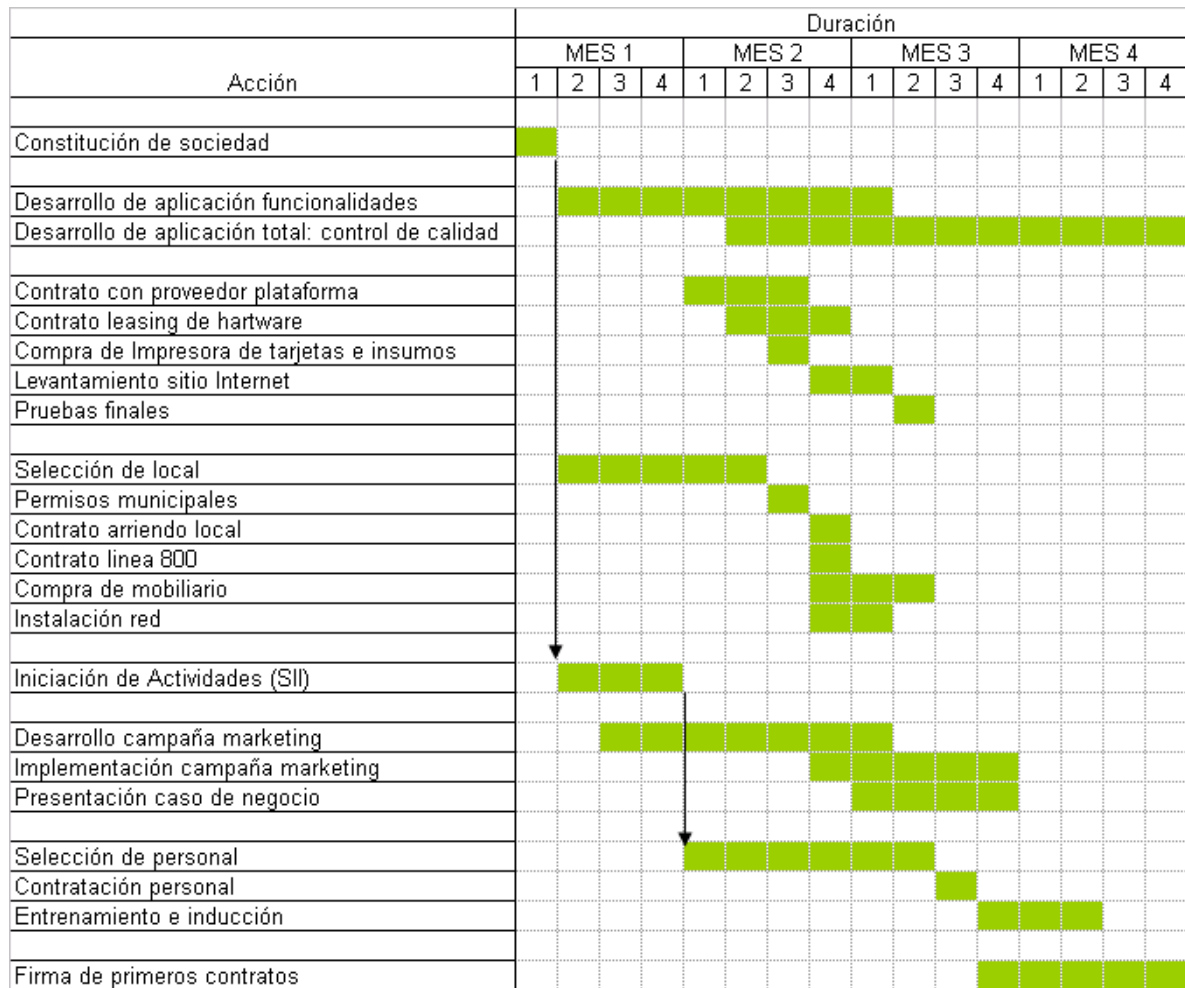 Duración
MES 1 MES 2 MES 3 MES 4
Acción 1 2 3 4 1 2 3 4 1 2 3 4 1 2 3 4
Constitución de sociedad
Desarrollo de aplicación funcionalidades
Desarrollo de aplicación total: control de calidad
Contrato con proveedor plataforma
Contrato leasing de hartware
Compra de Impresora de tarjetas e insumos
Levantamiento sitio Internet
Pruebas finales
Selección de local
Permisos municipales
Contrato arriendo local
Contrato linea 800
Compra de mobiliario
Instalación red
Iniciación de Actividades (SII)
Desarrollo campaña marketing
Implementación campaña marketing
Presentación caso de negocio
Selección de personal
Contratación personal
Entrenamiento e inducción
Firma de primeros contratos